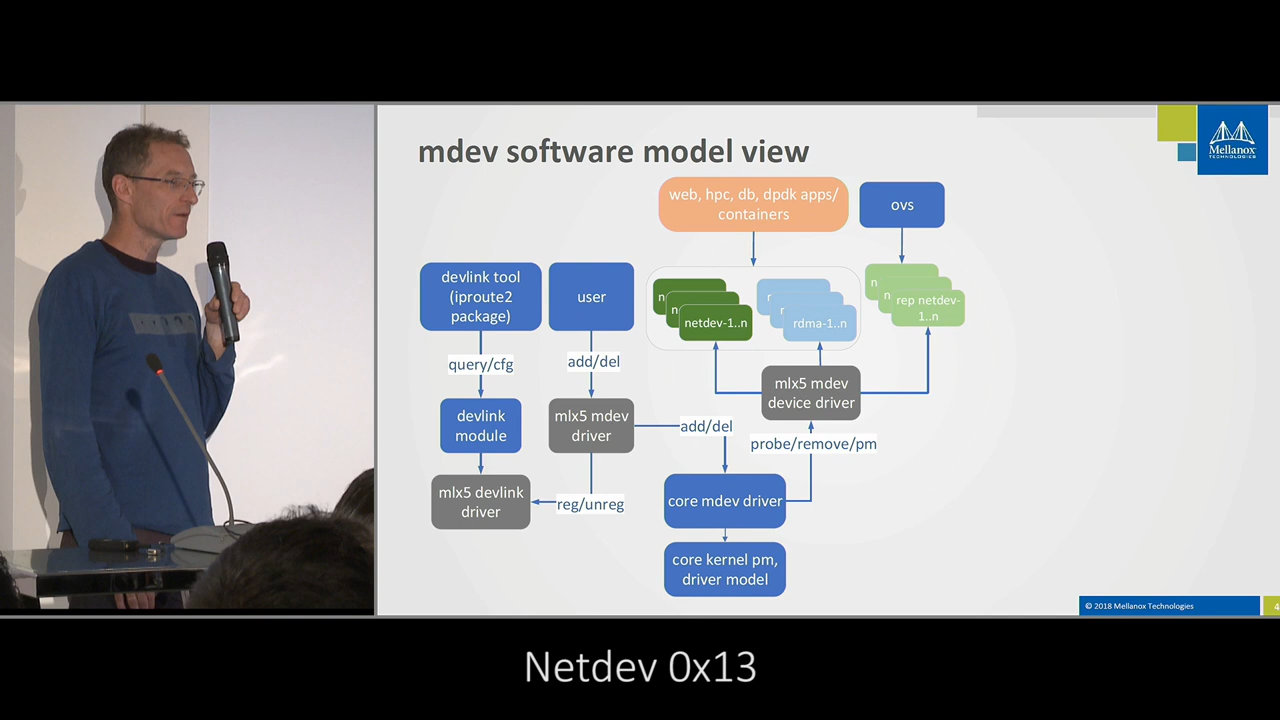 mdev software model view
Mellanox
TECHNOLOGIES
web, hpc, db, dpdk apps/
containers
ovs
devlink tool
(iproute2
package)
user
n
n
netdev-1..n
r
r
rdma-1..n
n
n
rep netdev-
1..n
query/cfg
add/del
mlx5 mdev
device driver
devlink
module
mlx5 mdev
driver
add/del
probe/remove/pm
mlx5 devlink
driver
reg/unreg
core mdev driver
core kernel pm,
driver model
© 2018 Mellanox Technologies
4
Netdev 0x13